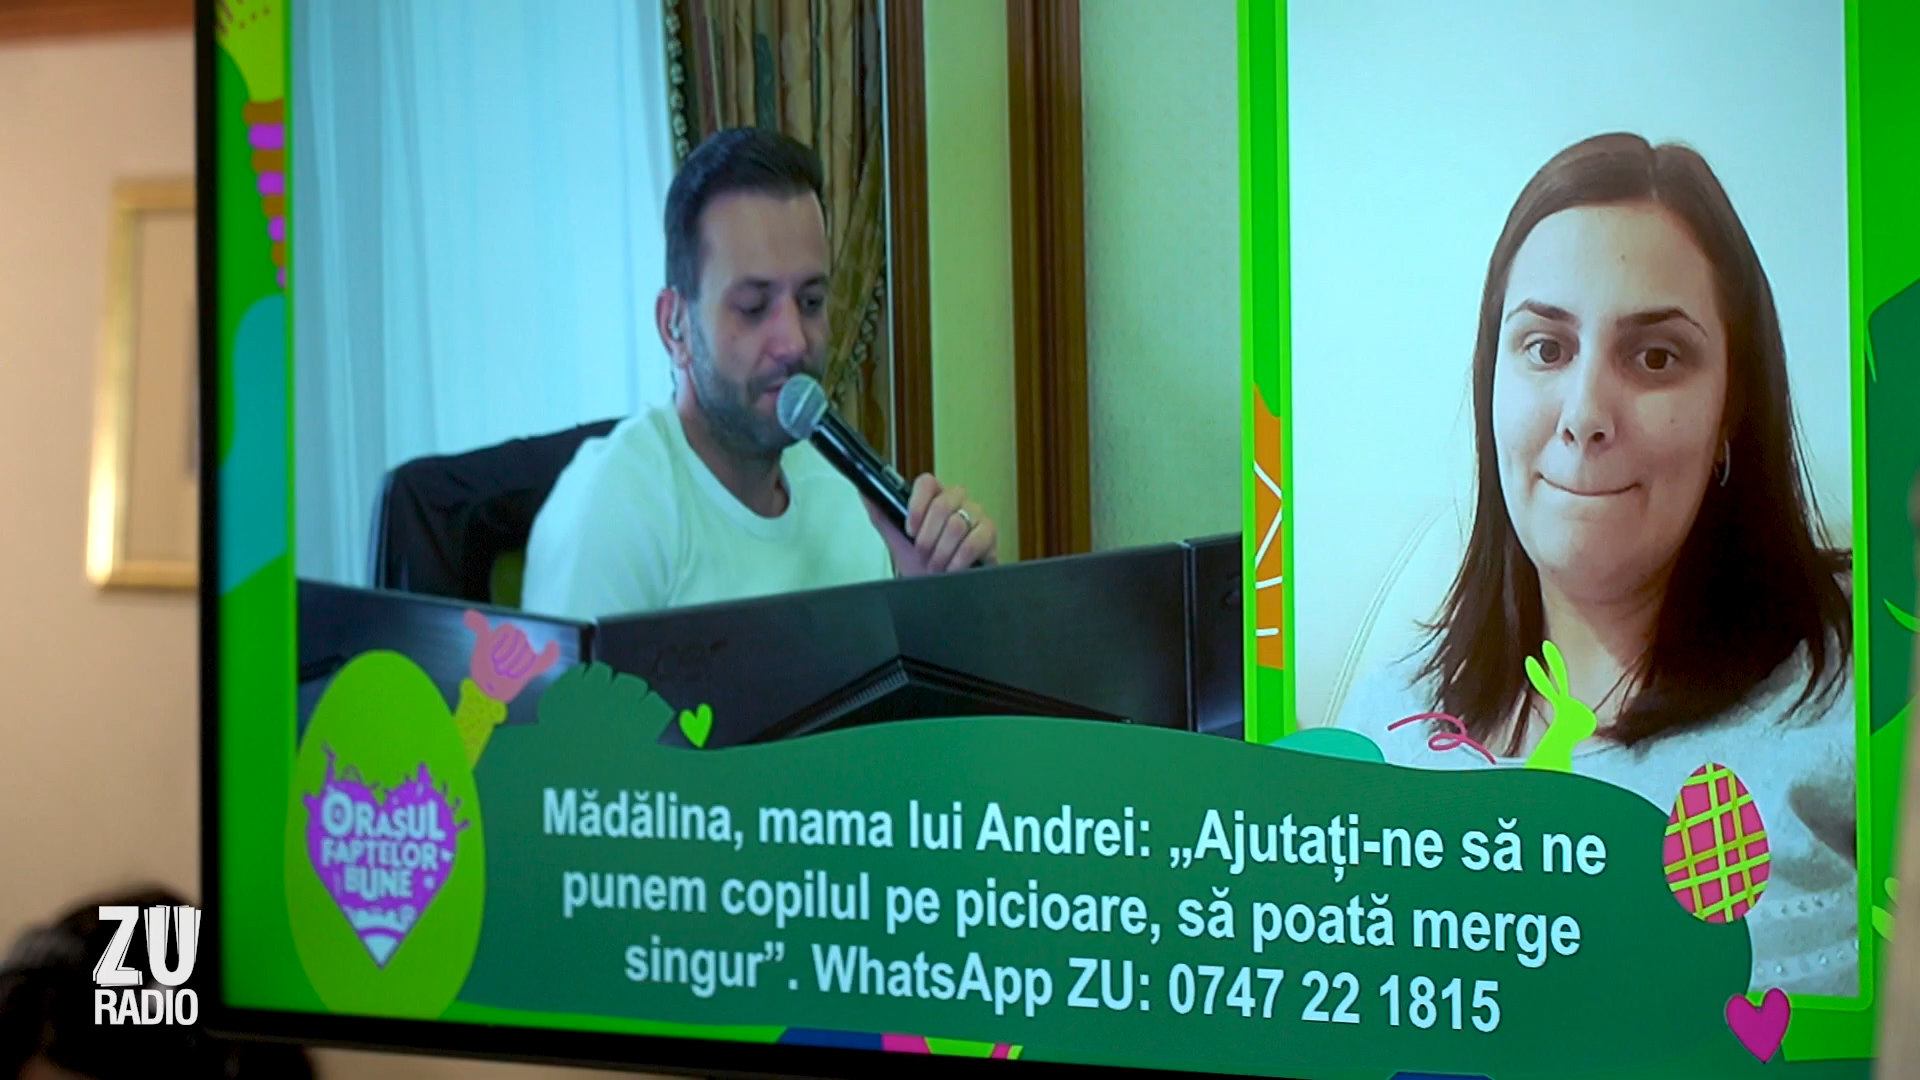 ORAȘUL
FAPTELOR
BUNE
Mădălina, mama lui Andrei: „Ajutați-ne să ne
punem copilul pe picioare, să poată merge
singur”. WhatsApp ZU: 0747 22 1815
ZU
RADIO